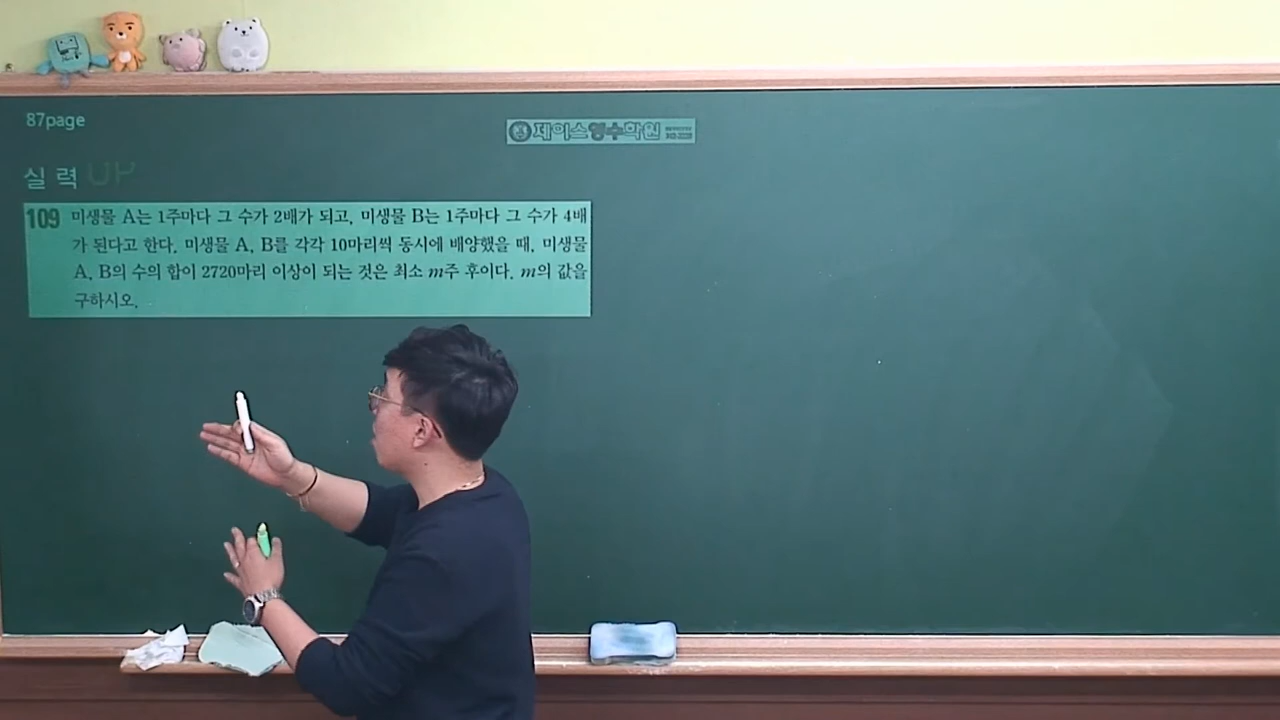 87page
제이스영수학원
실력 UP
109 미생물 A는 1주마다 그 수가 2배가 되고, 미생물 B는 1주마다 그 수가 4배
가 된다고 한다. 미생물 A, B를 각각 10마리씩 동시에 배양했을 때, 미생물
A, B의 수의 합이 2720마리 이상이 되는 것은 최소 m주 후이다. m의 값을
구하시오.